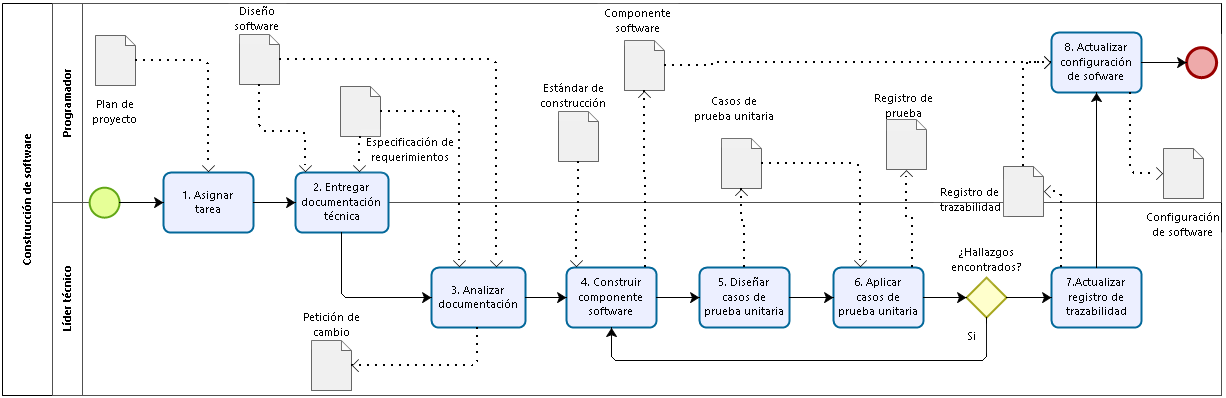 Construcción de software
Programador
Líder técnico
Diseño
software
Plan de
proyecto
Especificación de
requerimientos
Estándar de
construcción
Componente
software
Casos de
prueba unitaria
Registro de
prueba
Registro de
trazabilidad
8. Actualizar
configuración
de sofware
Configuración
de software
1. Asignar
tarea
2. Entregar
documentación
técnica
3. Analizar
documentación
Petición de
cambio
4. Construir
componente
software
5. Diseñar
casos de
prueba unitaria
6. Aplicar
casos de
prueba unitaria
¿Hallazgos
encontrados?
Si
7.Actualizar
registro de
trazabilidad